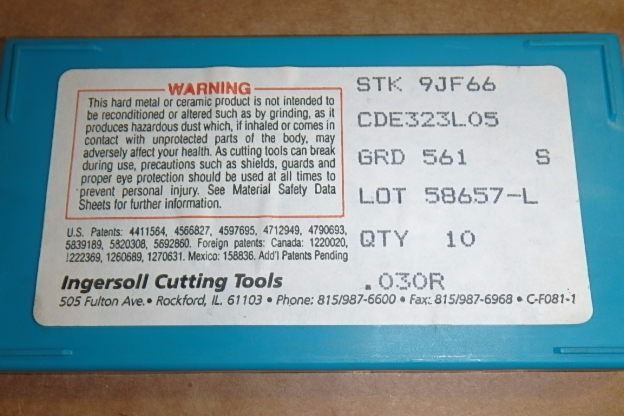 WARNING
This hard metal or ceramic product is not intended to
be reconditioned or altered such as by grinding, as it
produces hazardous dust which, if inhaled or comes in
contact with unprotected parts of the body, may
adversely affect your health. As cutting tools can break
during use, precautions such as shields, guards and
proper eye protection should be used at all times to
prevent personal injury. See Material Safety Data
Sheets for further information.
U.S. Patents: 4411564, 4566827, 4597695, 4712949, 4790693,
5839189, 5820308, 5692860. Foreign patents: Canada: 1220020,
1222369, 1260689, 1270631. Mexico: 158836. Add'l Patents Pending
STK 9JF66
CDE323L05
GRD 561 S
LOT 58657-L
QTY 10
.030R
Ingersoll Cutting Tools
505 Fulton Ave. • Rockford, IL. 61103 • Phone: 815/987-6600 • Fax: 815/987-6968 • C-F081-1